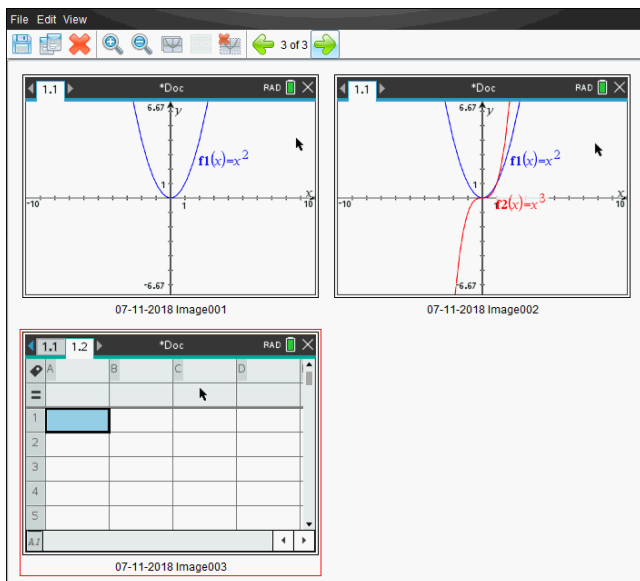 File Edit View
3 of 3
1.1 *Doc RAD
6.67 y
f1(x)=x²
1
x
-10 1 10
-6.67
07-11-2018 Image001
1.1 *Doc RAD
6.67 y
f1(x)=x²
1
x
-10 1 f2(x)=x³ 10
-6.67
07-11-2018 Image002
1.1 1.2 *Doc RAD
A B C D
=
1
2
3
4
5
A1
07-11-2018 Image003